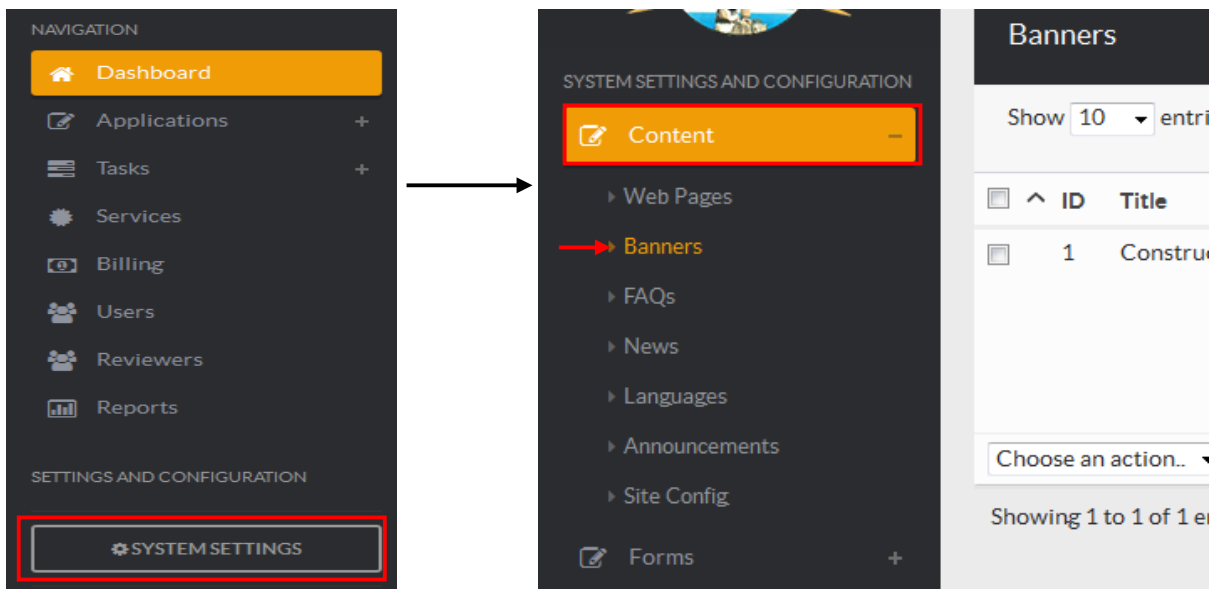 NAVIGATION
Dashboard
Applications +
Tasks +
Services
Billing
Users
Reviewers
Reports
SETTINGS AND CONFIGURATION
SYSTEM SETTINGS
SYSTEM SETTINGS AND CONFIGURATION
Content −
Web Pages
Banners
FAQs
News
Languages
Announcements
Site Config
Forms +
Banners
Show 10 entri
ID Title
1 Constru
Choose an action..
Showing 1 to 1 of 1 e